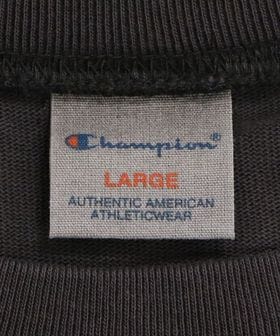 Champion®
LARGE
AUTHENTIC AMERICAN
ATHLETICWEAR